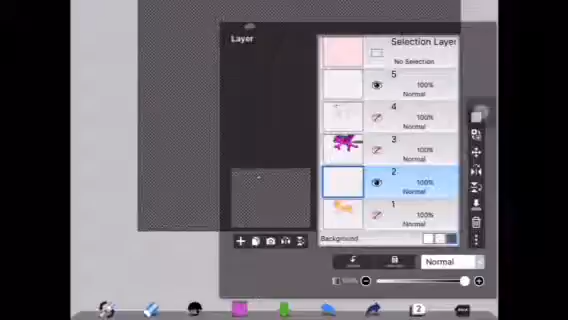 Layer
Selection Layer
No Selection
5
100%
Normal
4
100%
Normal
3
100%
Normal
2
100%
Normal
1
100%
Normal
Background
Normal
2